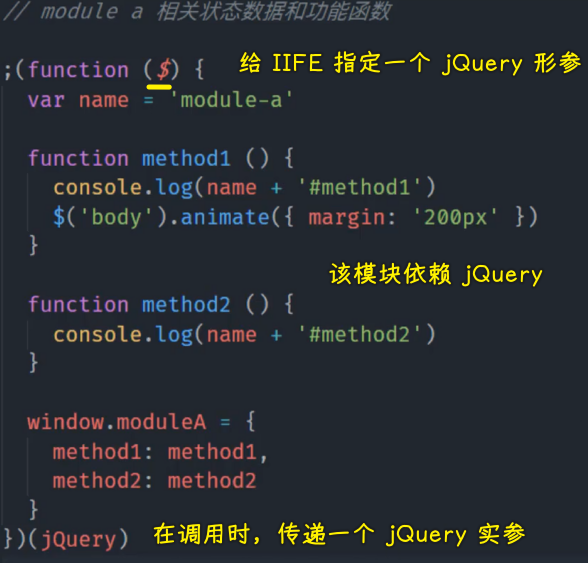 // module a 相关状态数据和功能函数
;(function ($) { 给 IIFE 指定一个 jQuery 形参
var name = 'module-a'
function method1 () {
console.log(name + '#method1')
$('body').animate({ margin: '200px' })
}
该模块依赖 jQuery
function method2 () {
console.log(name + '#method2')
}
window.moduleA = {
method1: method1,
method2: method2
}
})(jQuery) 在调用时，传递一个 jQuery 实参